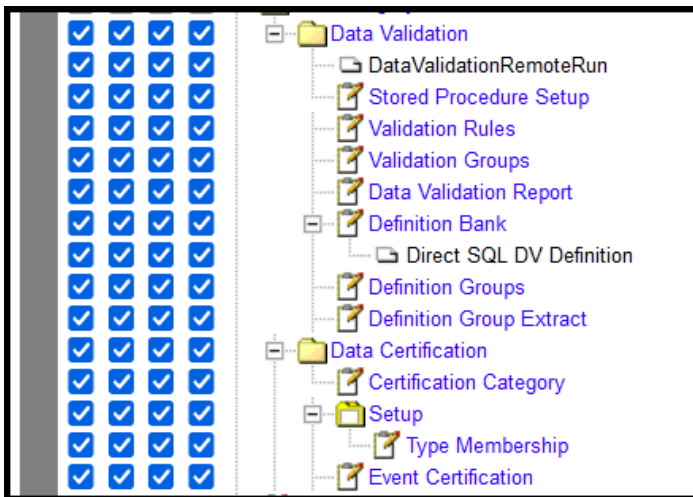 Data Validation
DataValidationRemoteRun
Stored Procedure Setup
Validation Rules
Validation Groups
Data Validation Report
Definition Bank
Direct SQL DV Definition
Definition Groups
Definition Group Extract
Data Certification
Certification Category
Setup
Type Membership
Event Certification